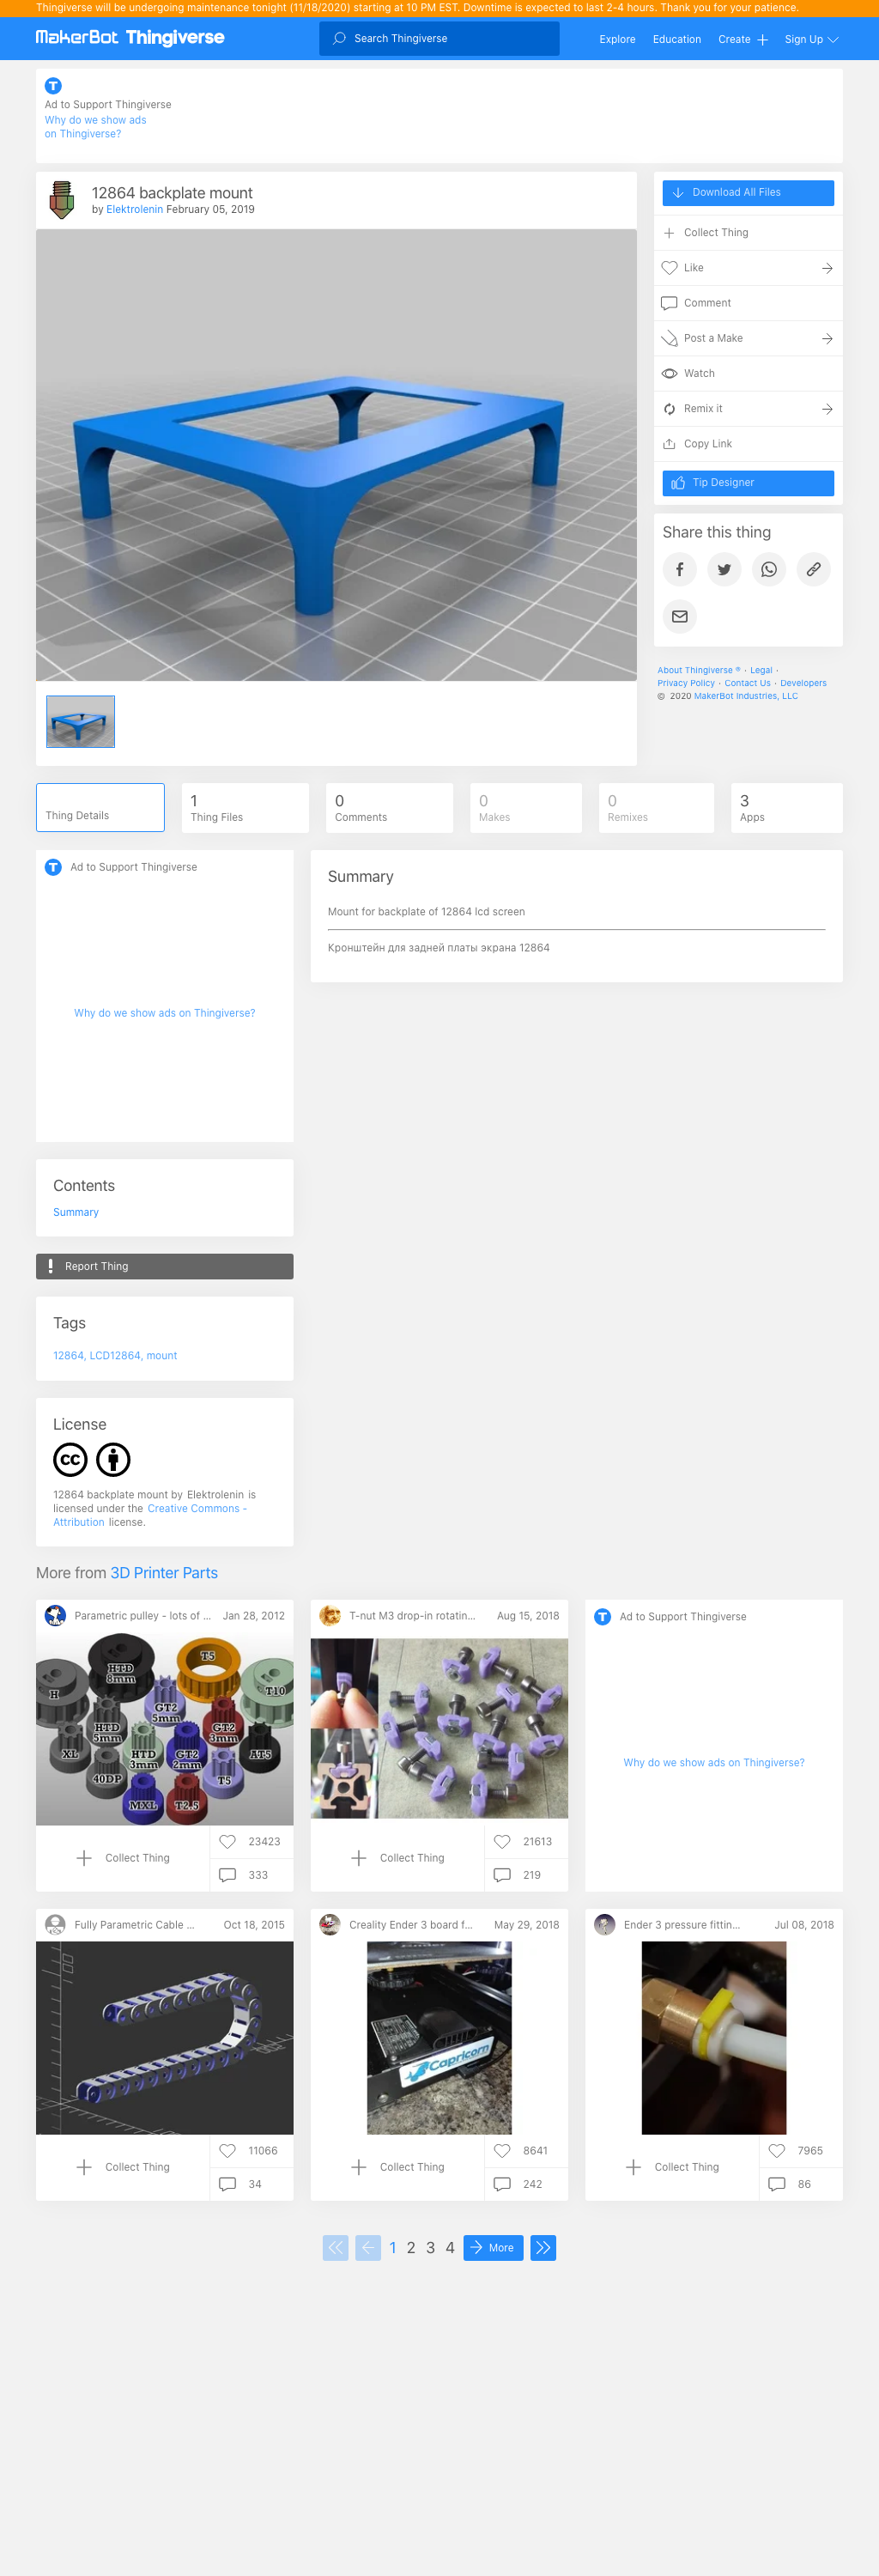 Thingiverse will be undergoing maintenance tonight (11/18/2020) starting at 10 PM EST. Downtime is expected to last 2-4 hours. Thank you for your patience.
MakerBot Thingiverse
Search Thingiverse
Explore
Education
Create
Sign Up
Ad to Support Thingiverse
Why do we show ads
on Thingiverse?
12864 backplate mount
by Elektrolenin February 05, 2019
Download All Files
Collect Thing
Like
Comment
Post a Make
Watch
Remix it
Copy Link
Tip Designer
Share this thing
About Thingiverse ® · Legal ·
Privacy Policy · Contact Us · Developers
© 2020 MakerBot Industries, LLC
Thing Details
1
Thing Files
0
Comments
0
Makes
0
Remixes
3
Apps
Ad to Support Thingiverse
Why do we show ads on Thingiverse?
Summary
Mount for backplate of 12864 lcd screen
Кронштейн для задней платы экрана 12864
Contents
Summary
Report Thing
Tags
12864, LCD12864, mount
License
cc
12864 backplate mount by Elektrolenin is
licensed under the Creative Commons -
Attribution license.
More from 3D Printer Parts
Parametric pulley - lots of ... Jan 28, 2012
H
HTD 8mm
T5
T10
GT2 5mm
HTD 5mm
GT2 3mm
XL
HTD 3mm
GT2 2mm
AT5
40DP
T5
MXL
T2.5
Collect Thing
23423
333
T-nut M3 drop-in rotatin... Aug 15, 2018
Collect Thing
21613
219
Ad to Support Thingiverse
Why do we show ads on Thingiverse?
Fully Parametric Cable ... Oct 18, 2015
Collect Thing
11066
34
Creality Ender 3 board f... May 29, 2018
Capricorn
Collect Thing
8641
242
Ender 3 pressure fittin... Jul 08, 2018
Collect Thing
7965
86
1 2 3 4 More